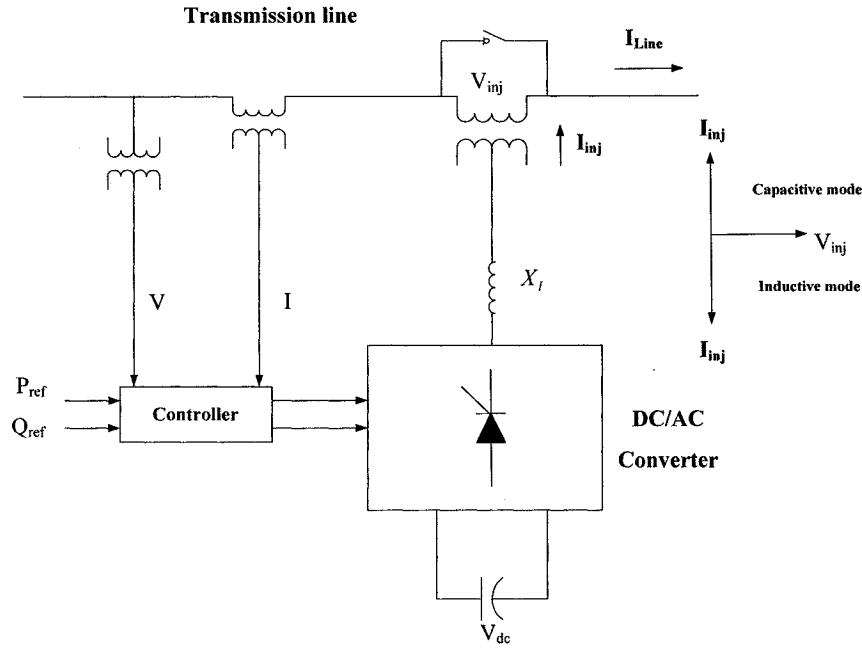 Transmission line
I_Line
V_inj
I_inj
I_inj
Capacitive mode
V_inj
Inductive mode
I_inj
X_l
V
I
P_ref
Q_ref
Controller
DC/AC
Converter
V_dc